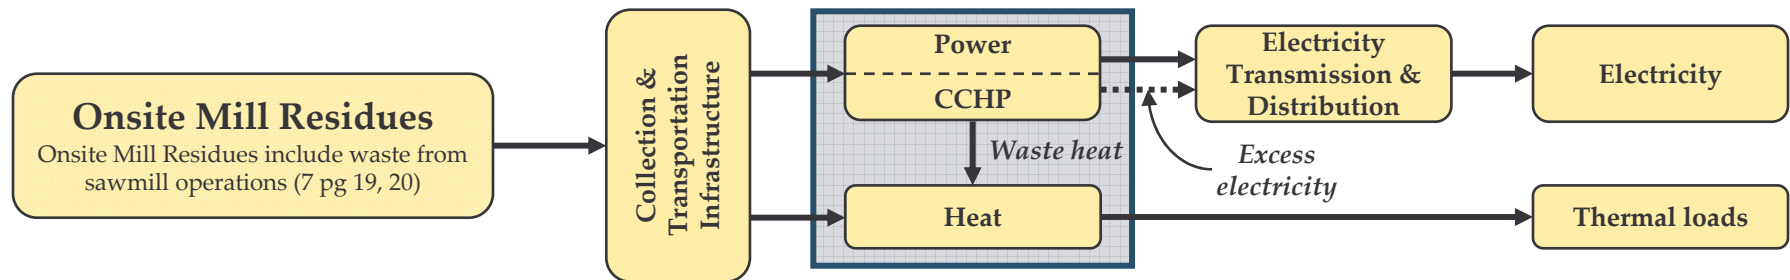 Onsite Mill Residues
Onsite Mill Residues include waste from
sawmill operations (7 pg 19, 20)
Collection &
Transportation
Infrastructure
Power
CCHP
Waste heat
Heat
Excess
electricity
Electricity
Transmission &
Distribution
Electricity
Thermal loads